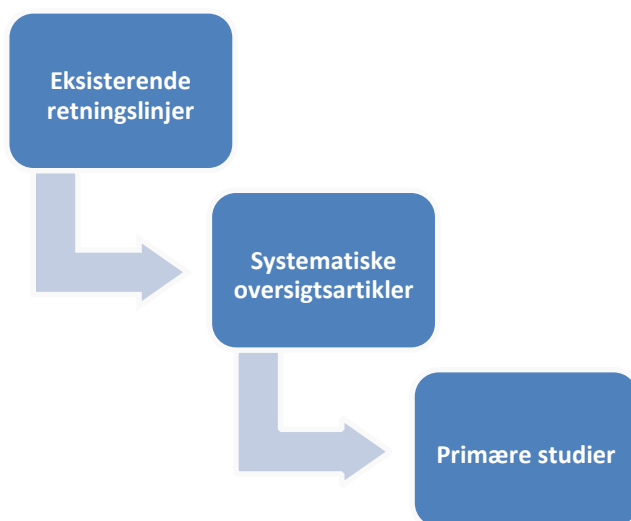 Eksisterende
retningslinjer
Systematiske
oversigtsartikler
Primære studier